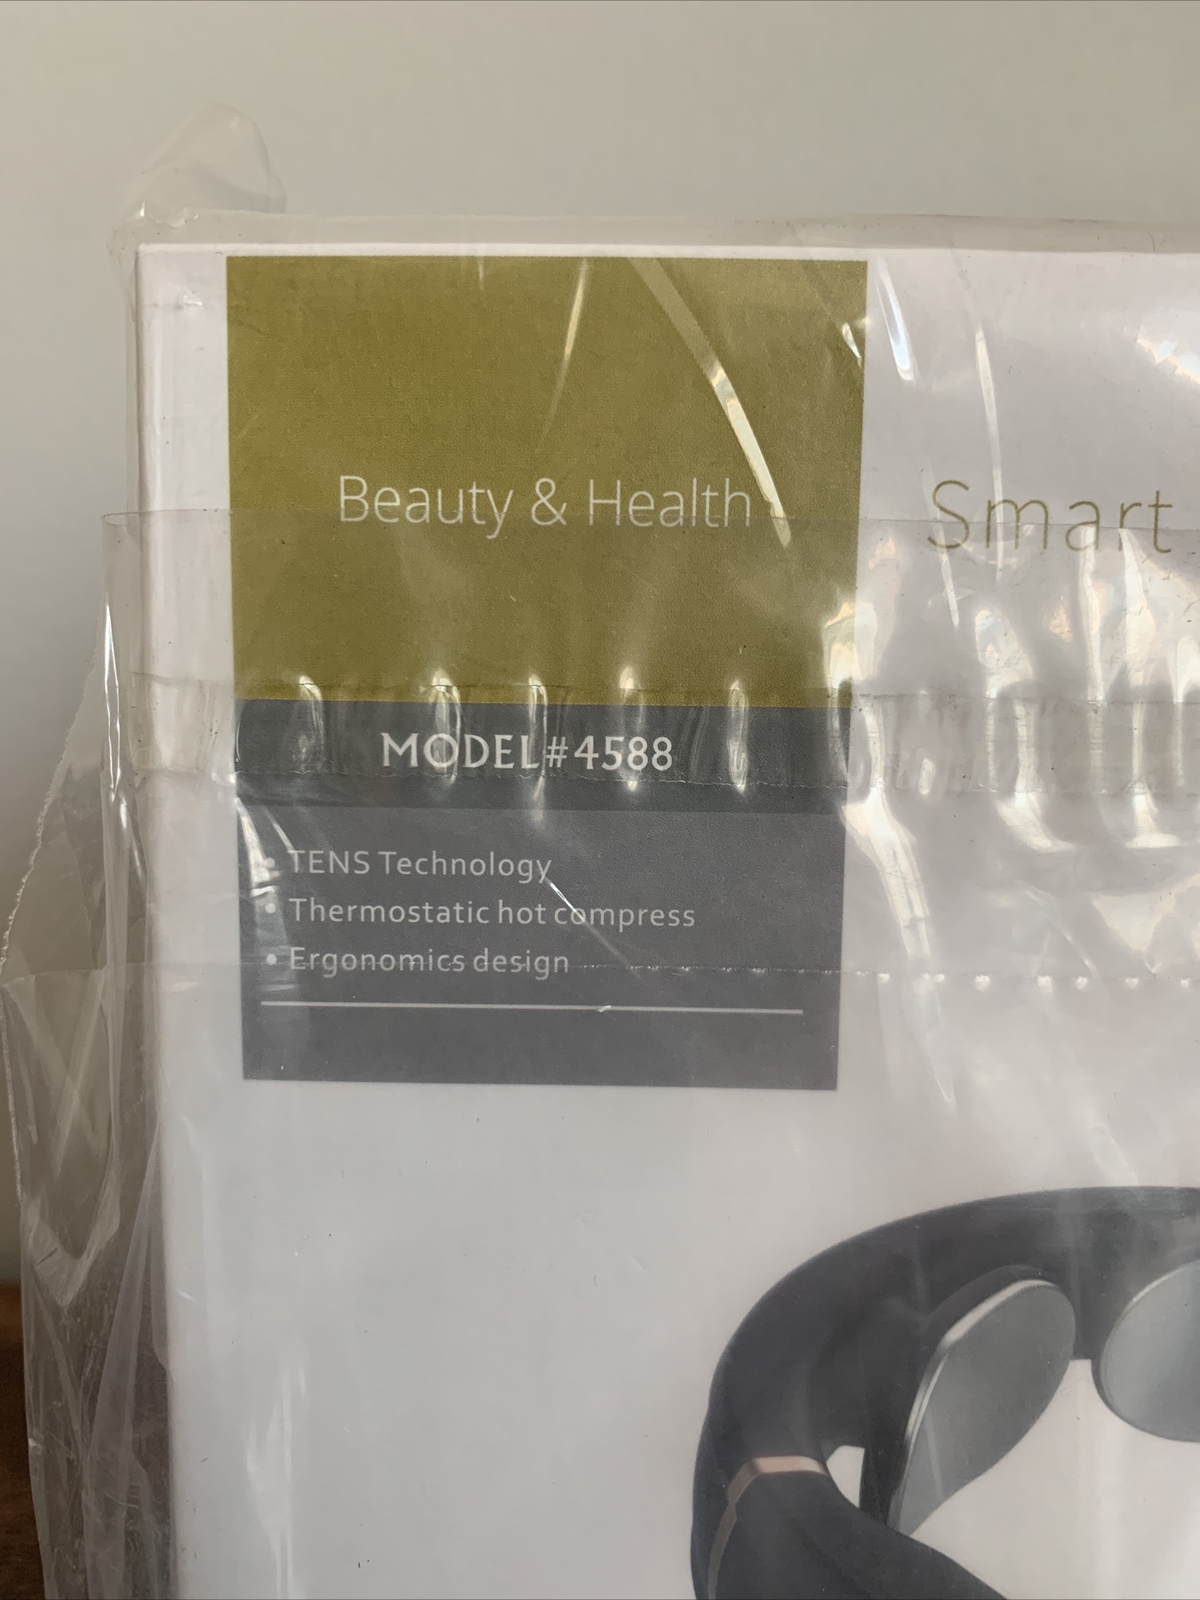 Beauty & Health
Smart
MODEL#4588
• TENS Technology
• Thermostatic hot compress
• Ergonomics design